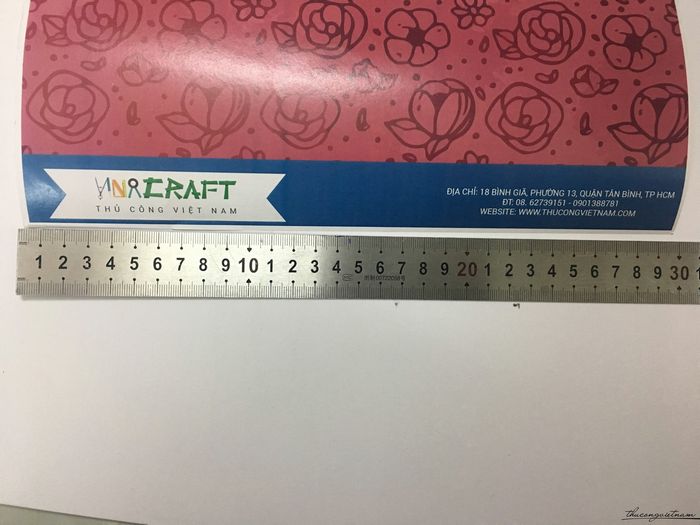 VNCRAFT
THỦ CÔNG VIỆT NAM
ĐỊA CHỈ: 18 BÌNH GIÃ, PHƯỜNG 13, QUẬN TÂN BÌNH, TP HCM
ĐT: 08. 62739151 - 0901388781
WEBSITE: WWW.THUCONGVIETNAM.COM
1 2 3 4 5 6 7 8 9 10 1 2 3 4 5 6 7 8 9 20 1 2 3 4 5 6 7 8 9 30 1
thucongvietnam